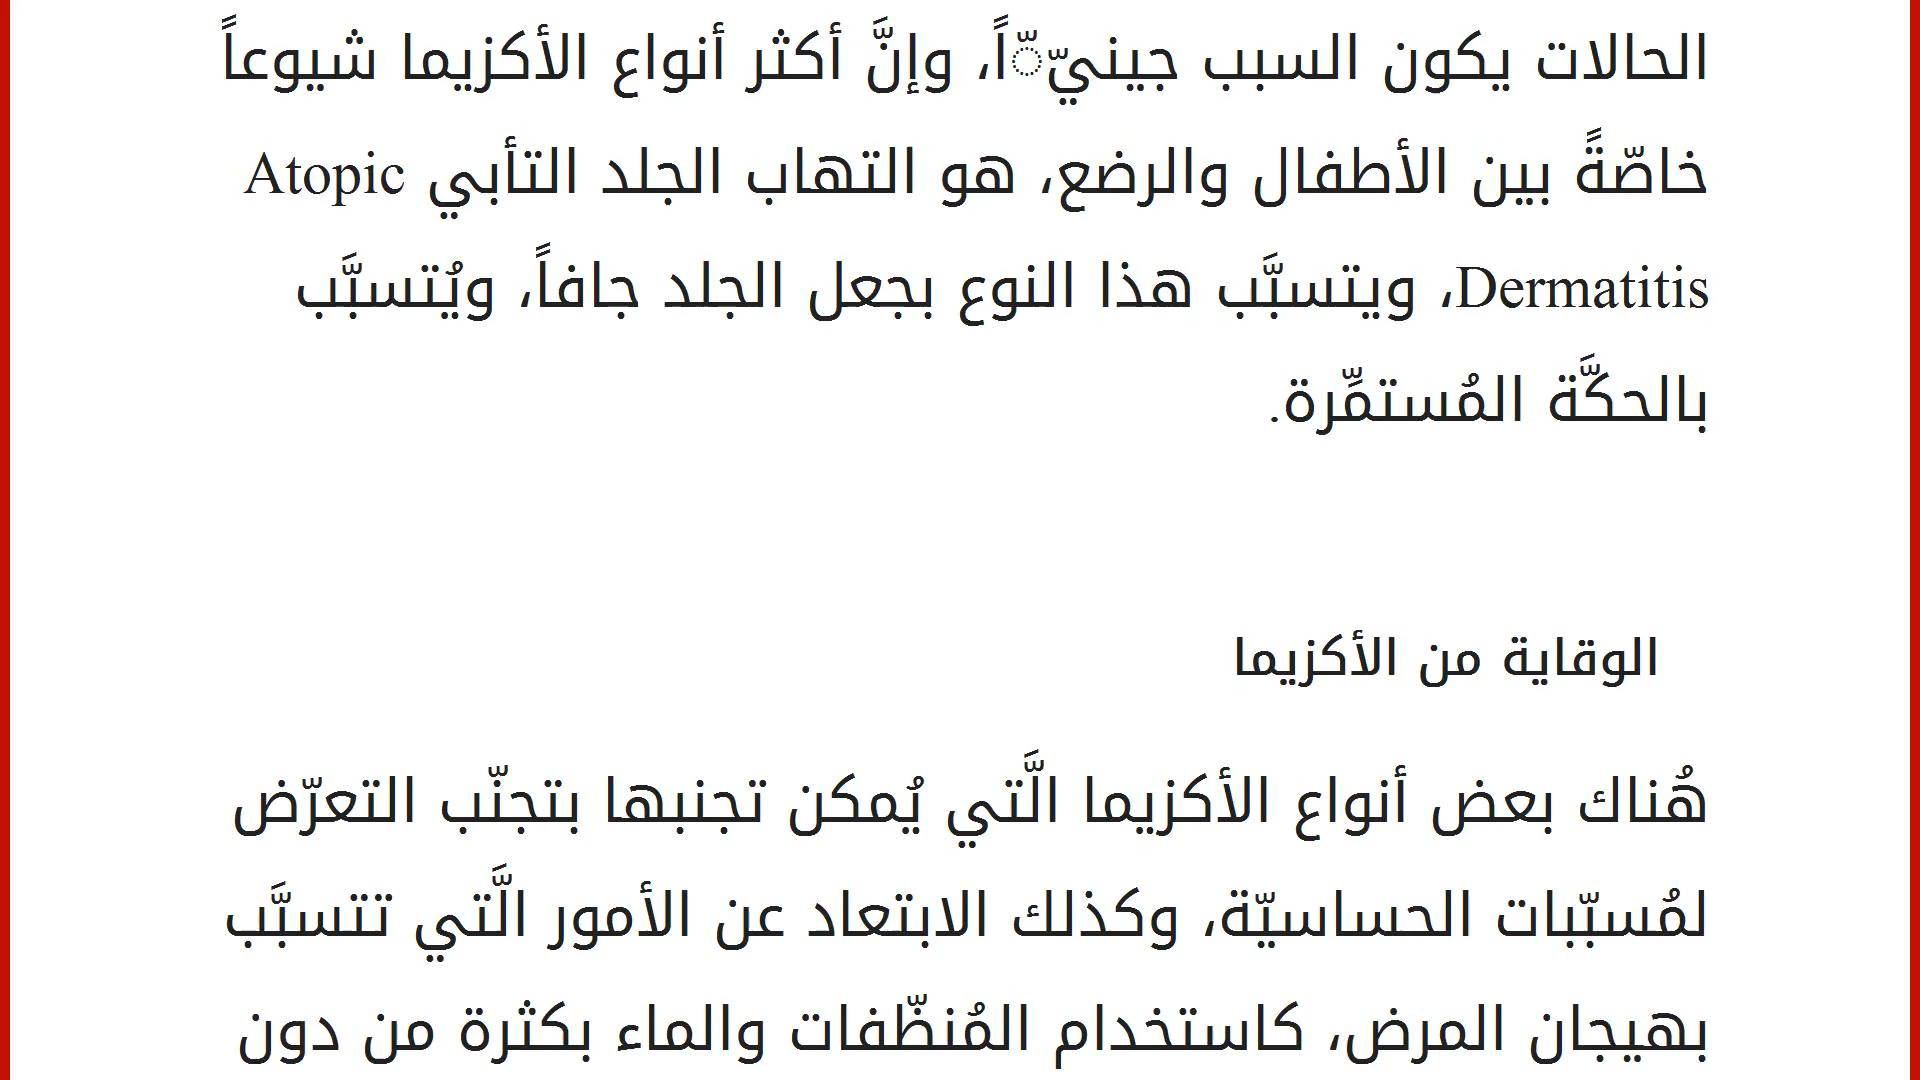 الحالات يكون السبب جينيّّاً، وإنَّ أكثر أنواع الأكزيما شيوعاً
خاصّةً بين الأطفال والرضع، هو التهاب الجلد التأبي Atopic
Dermatitis، ويتسبَّب هذا النوع بجعل الجلد جافاً، ويُتسبَّب
بالحكَّة المُستمِّرة.
الوقاية من الأكزيما
هُناك بعض أنواع الأكزيما الَّتي يُمكن تجنبها بتجنّب التعرّض
لمُسبّبات الحساسيّة، وكذلك الابتعاد عن الأمور الَّتي تتسبَّب
بهيجان المرض، كاستخدام المُنظّفات والماء بكثرة من دون